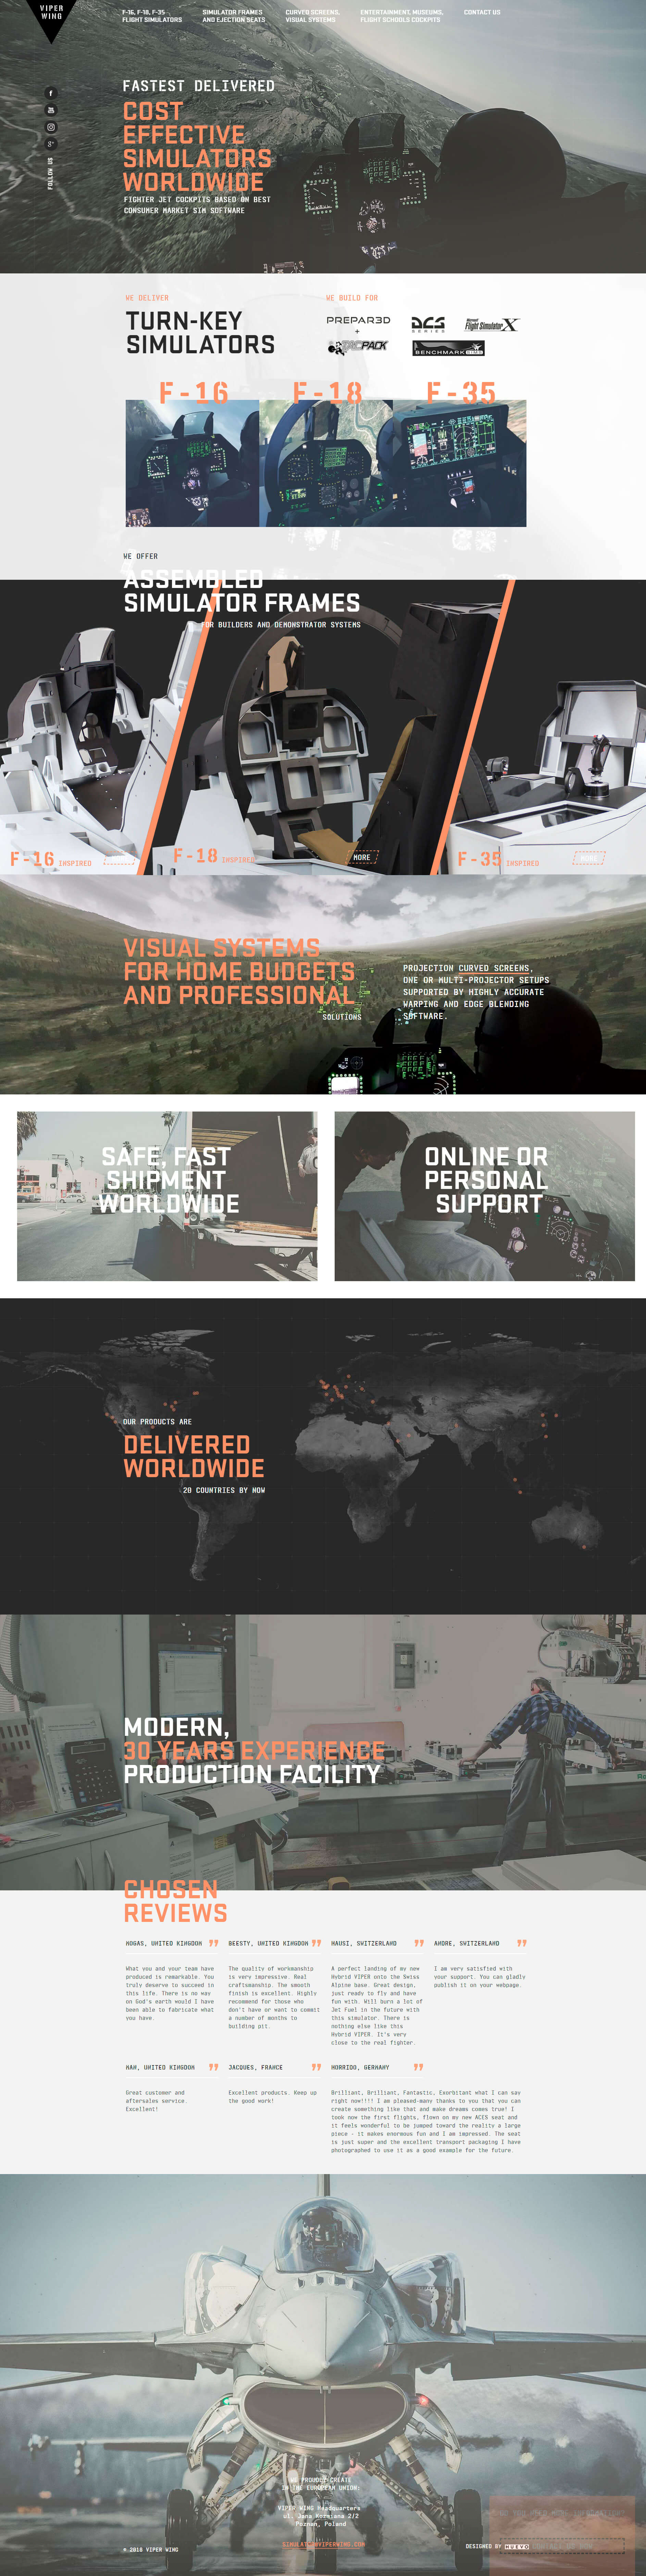 VIPER
WING
F-16, F-18, F-35
FLIGHT SIMULATORS
SIMULATOR FRAMES
AND EJECTION SEATS
CURVED SCREENS,
VISUAL SYSTEMS
ENTERTAINMENT, MUSEUMS,
FLIGHT SCHOOLS COCKPITS
CONTACT US
FOLLOW US
FASTEST DELIVERED
COST
EFFECTIVE
SIMULATORS
WORLDWIDE
FIGHTER JET COCKPITS BASED ON BEST
CONSUMER MARKET SIM SOFTWARE
WE DELIVER
TURN-KEY
SIMULATORS
WE BUILD FOR
PREPAR3D
+
PACK
DCS
SERIES
Microsoft
Flight Simulator X
BENCHMARK SIMS
F-16
F-18
F-35
WE OFFER
ASSEMBLED
SIMULATOR FRAMES
FOR BUILDERS AND DEMONSTRATOR SYSTEMS
F-16 INSPIRED
F-18 INSPIRED
MORE
F-35 INSPIRED
MORE
VISUAL SYSTEMS
FOR HOME BUDGETS
AND PROFESSIONAL
SOLUTIONS
PROJECTION CURVED SCREENS,
ONE OR MULTI-PROJECTOR SETUPS
SUPPORTED BY HIGHLY ACCURATE
WARPING AND EDGE BLENDING
SOFTWARE.
SAFE, FAST
SHIPMENT
WORLDWIDE
ONLINE OR
PERSONAL
SUPPORT
OUR PRODUCTS ARE
DELIVERED
WORLDWIDE
20 COUNTRIES BY NOW
MODERN,
30 YEARS EXPERIENCE
PRODUCTION FACILITY
CHOSEN
REVIEWS
NOGAS, UNITED KINGDOM
What you and your team have
produced is remarkable. You
truly deserve to succeed in
this life. There is no way
on God's earth would I have
been able to fabricate what
you have.
BEESTY, UNITED KINGDOM
The quality of workmanship
is very impressive. Real
craftsmanship. The smooth
finish is excellent. Highly
recommend for those who
don't have or want to commit
a number of months to
building pit.
HAUSI, SWITZERLAND
A perfect landing of my new
Hybrid VIPER onto the Swiss
Alpine base. Great design,
just ready to fly and have
fun with. Will burn a lot of
Jet Fuel in the future with
this simulator. There is
nothing else like this
Hybrid VIPER. It's very
close to the real fighter.
ANDRE, SWITZERLAND
I am very satisfied with
your support. You can gladly
publish it on your webpage.
NAH, UNITED KINGDOM
Great customer and
aftersales service.
Excellent!
JACQUES, FRANCE
Excellent products. Keep up
the good work!
HORRIDO, GERMANY
Brilliant, Brilliant, Fantastic, Exorbitant what I can say
right now!!!! I am pleased-many thanks to you that you can
create something like that and make dreams comes true! I
took now the first flights, flown on my new ACES seat and
it feels wonderful to be jumped toward the reality a large
piece - it makes enormous fun and I am impressed. The seat
is just super and the excellent transport packaging I have
photographed to use it as a good example for the future.
WE PROUDLY CREATE
IN THE EUROPEAN UNION:
VIPER WING Headquarters
ul. Jana Kormiana 2/2
Poznań, Poland
© 2016 VIPER WING
DESIGNED BY HUEVO